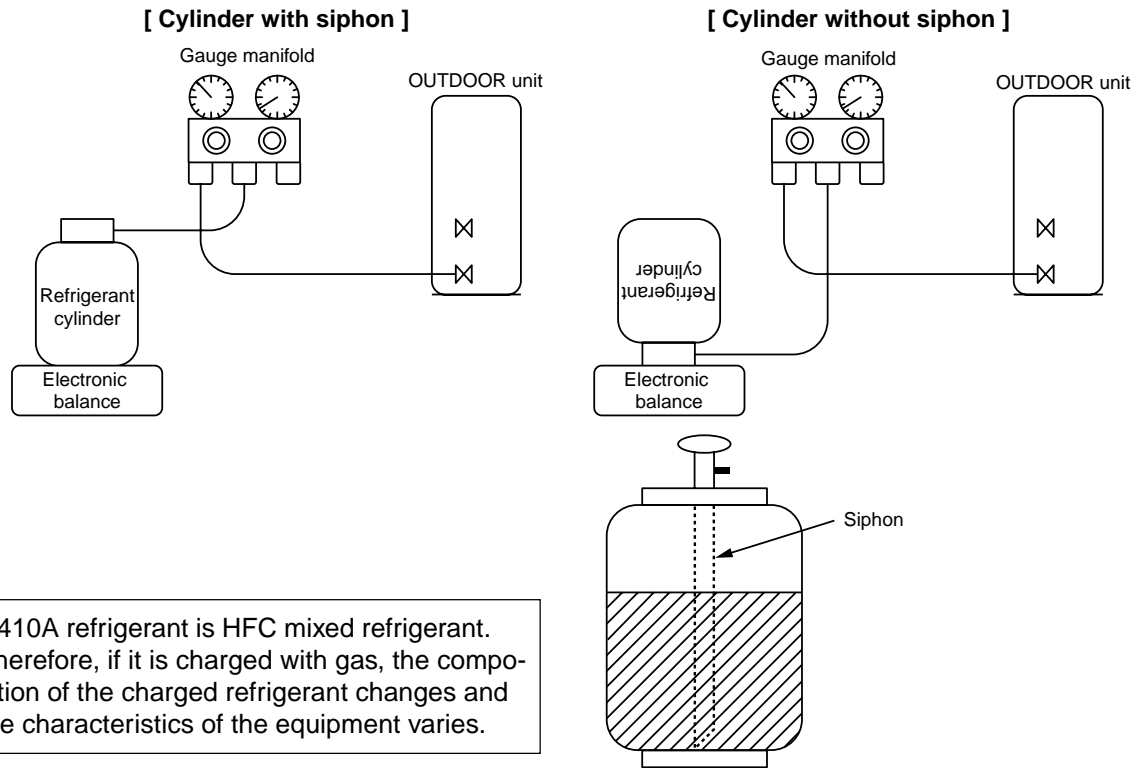 [ Cylinder with siphon ]
Gauge manifold
OUTDOOR unit
Refrigerant
cylinder
Electronic
balance
[ Cylinder without siphon ]
Gauge manifold
OUTDOOR unit
Refrigerant
cylinder
Electronic
balance
Siphon
410A refrigerant is HFC mixed refrigerant.
herefore, if it is charged with gas, the compo-
tion of the charged refrigerant changes and
e characteristics of the equipment varies.